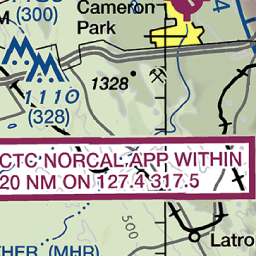 Cameron
(300)
Park
1328
1110
(328)
CTC NORCAL APP WITHIN
20 NM ON 127.4 317.5
500
Latro
THER (MHR)